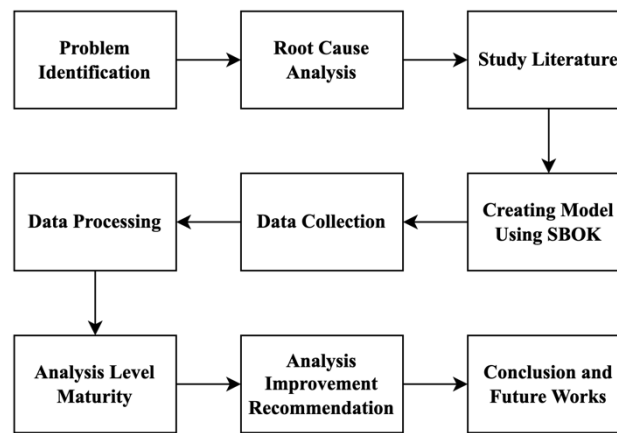 Problem
Identification
Root Cause
Analysis
Study Literature
Creating Model
Using SBOK
Data Collection
Data Processing
Analysis Level
Maturity
Analysis
Improvement
Recommendation
Conclusion and
Future Works